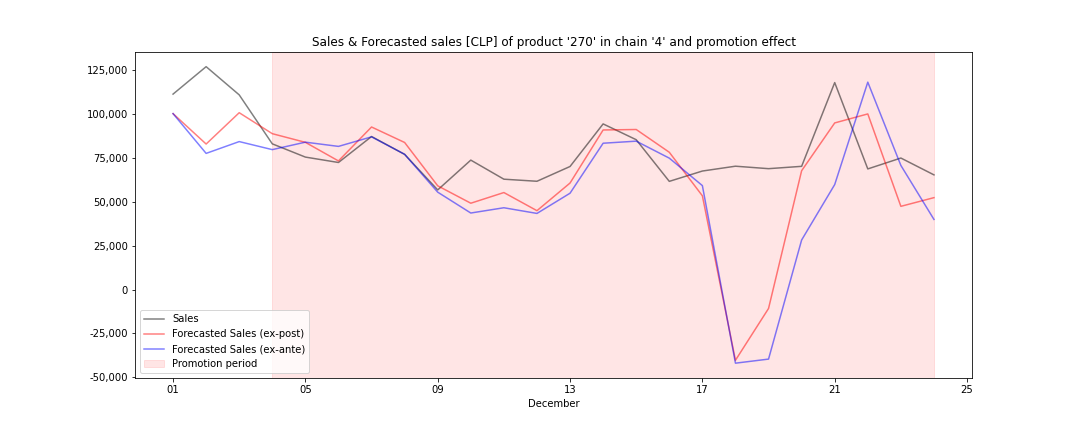 Sales & Forecasted sales [CLP] of product '270' in chain '4' and promotion effect
125,000
100,000
75,000
50,000
25,000
0
-25,000
-50,000
Sales
Forecasted Sales (ex-post)
Forecasted Sales (ex-ante)
Promotion period
01 05 09 13 17 21 25
December